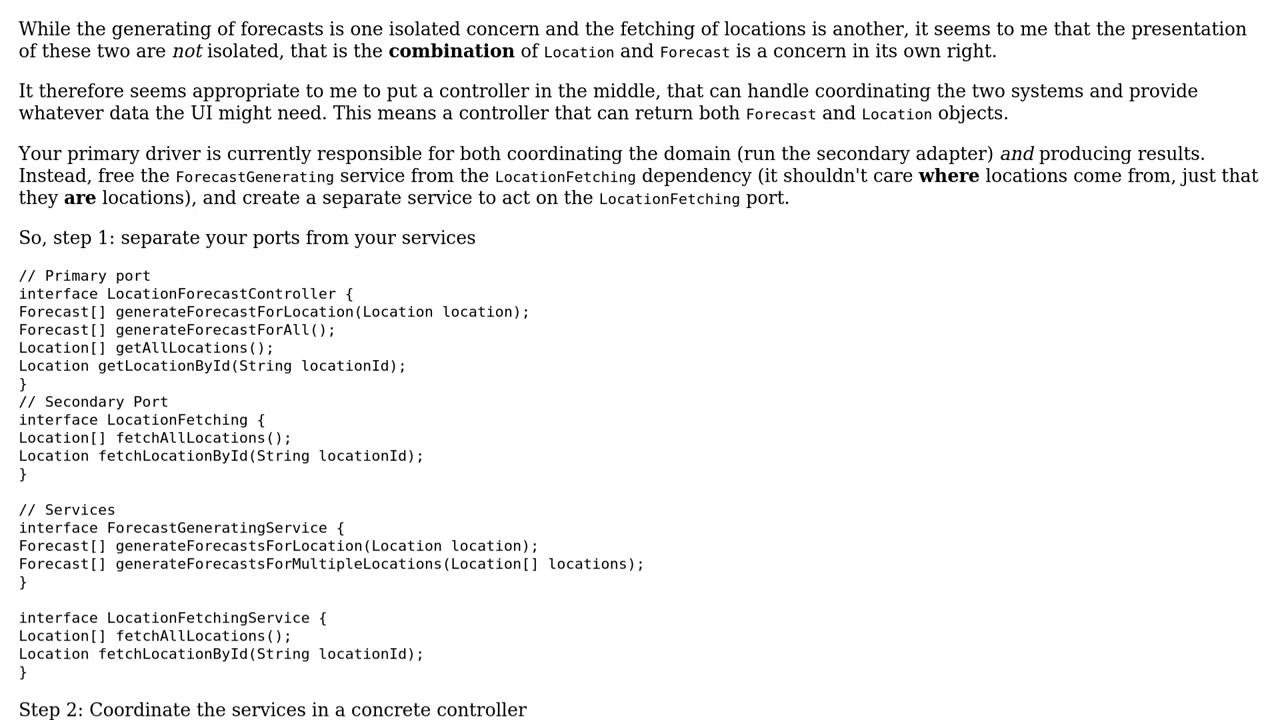 While the generating of forecasts is one isolated concern and the fetching of locations is another, it seems to me that the presentation
of these two are not isolated, that is the combination of Location and Forecast is a concern in its own right.
It therefore seems appropriate to me to put a controller in the middle, that can handle coordinating the two systems and provide
whatever data the UI might need. This means a controller that can return both Forecast and Location objects.
Your primary driver is currently responsible for both coordinating the domain (run the secondary adapter) and producing results.
Instead, free the ForecastGenerating service from the LocationFetching dependency (it shouldn't care where locations come from, just that
they are locations), and create a separate service to act on the LocationFetching port.
So, step 1: separate your ports from your services
// Primary port
interface LocationForecastController {
Forecast[] generateForecastForLocation(Location location);
Forecast[] generateForecastForAll();
Location[] getAllLocations();
Location getLocationById(String locationId);
}
// Secondary Port
interface LocationFetching {
Location[] fetchAllLocations();
Location fetchLocationById(String locationId);
}
// Services
interface ForecastGeneratingService {
Forecast[] generateForecastsForLocation(Location location);
Forecast[] generateForecastsForMultipleLocations(Location[] locations);
}
interface LocationFetchingService {
Location[] fetchAllLocations();
Location fetchLocationById(String locationId);
}
Step 2: Coordinate the services in a concrete controller